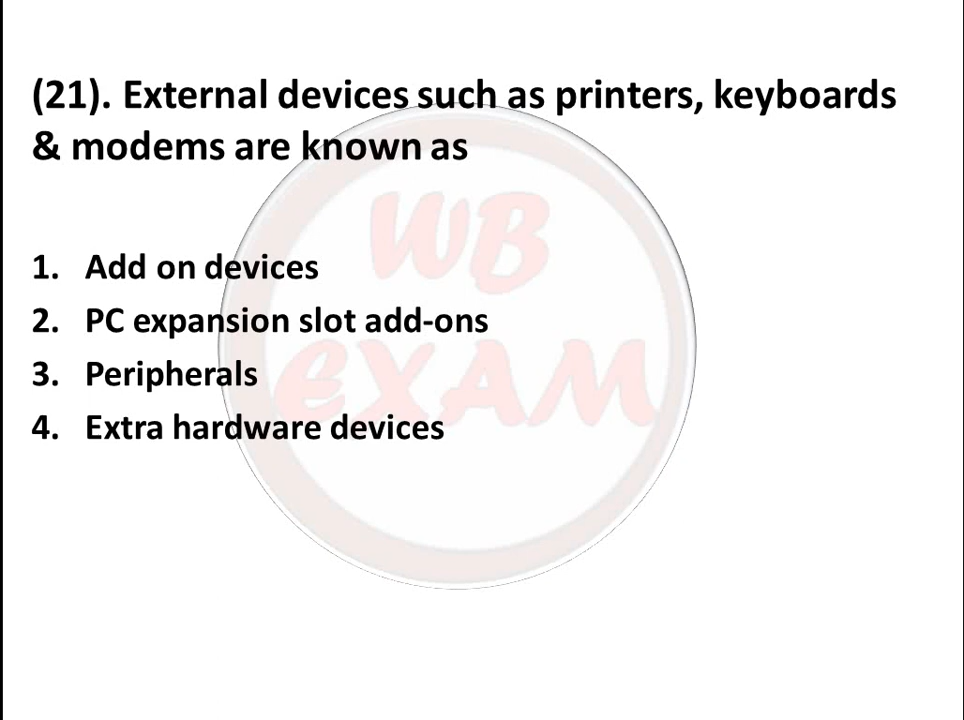 (21). External devices such as printers, keyboards
& modems are known as
1. Add on devices
2. PC expansion slot add-ons
3. Peripherals
4. Extra hardware devices
WB
EXAM